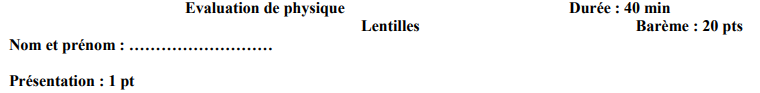 Evaluation de physique Durée : 40 min
Lentilles Barème : 20 pts
Nom et prénom : ...........................
Présentation : 1 pt